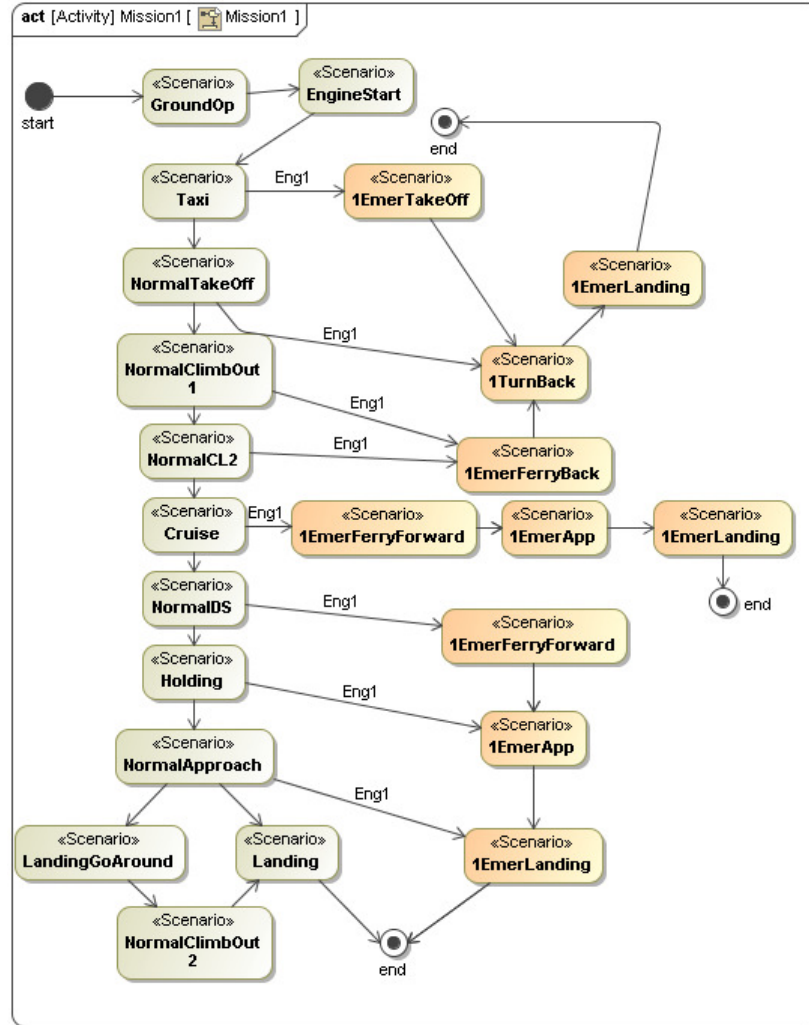 act [Activity] Mission1 [ Mission1 ]
«Scenario»
GroundOp
«Scenario»
EngineStart
start
end
«Scenario»
Taxi
Eng1
«Scenario»
1EmerTakeOff
«Scenario»
NormalTakeOff
«Scenario»
1EmerLanding
Eng1
«Scenario»
NormalClimbOut
1
«Scenario»
1TurnBack
Eng1
«Scenario»
NormalCL2
Eng1
«Scenario»
1EmerFerryBack
«Scenario»
Cruise
Eng1
«Scenario»
1EmerFerryForward
«Scenario»
1EmerApp
«Scenario»
1EmerLanding
«Scenario»
NormalDS
Eng1
end
«Scenario»
1EmerFerryForward
«Scenario»
Holding
Eng1
«Scenario»
1EmerApp
«Scenario»
NormalApproach
Eng1
«Scenario»
LandingGoAround
«Scenario»
Landing
«Scenario»
1EmerLanding
«Scenario»
NormalClimbOut
2
end